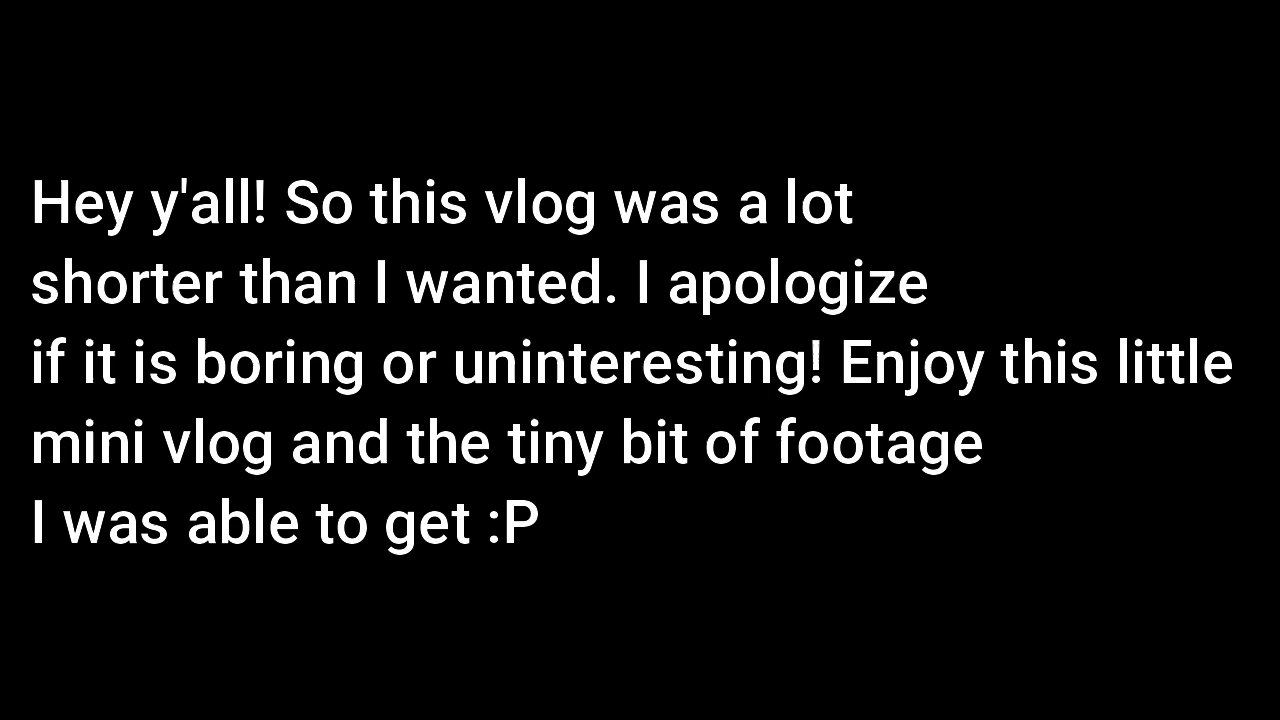 Hey y'all! So this vlog was a lot
shorter than I wanted. I apologize
if it is boring or uninteresting! Enjoy this little
mini vlog and the tiny bit of footage
I was able to get :P